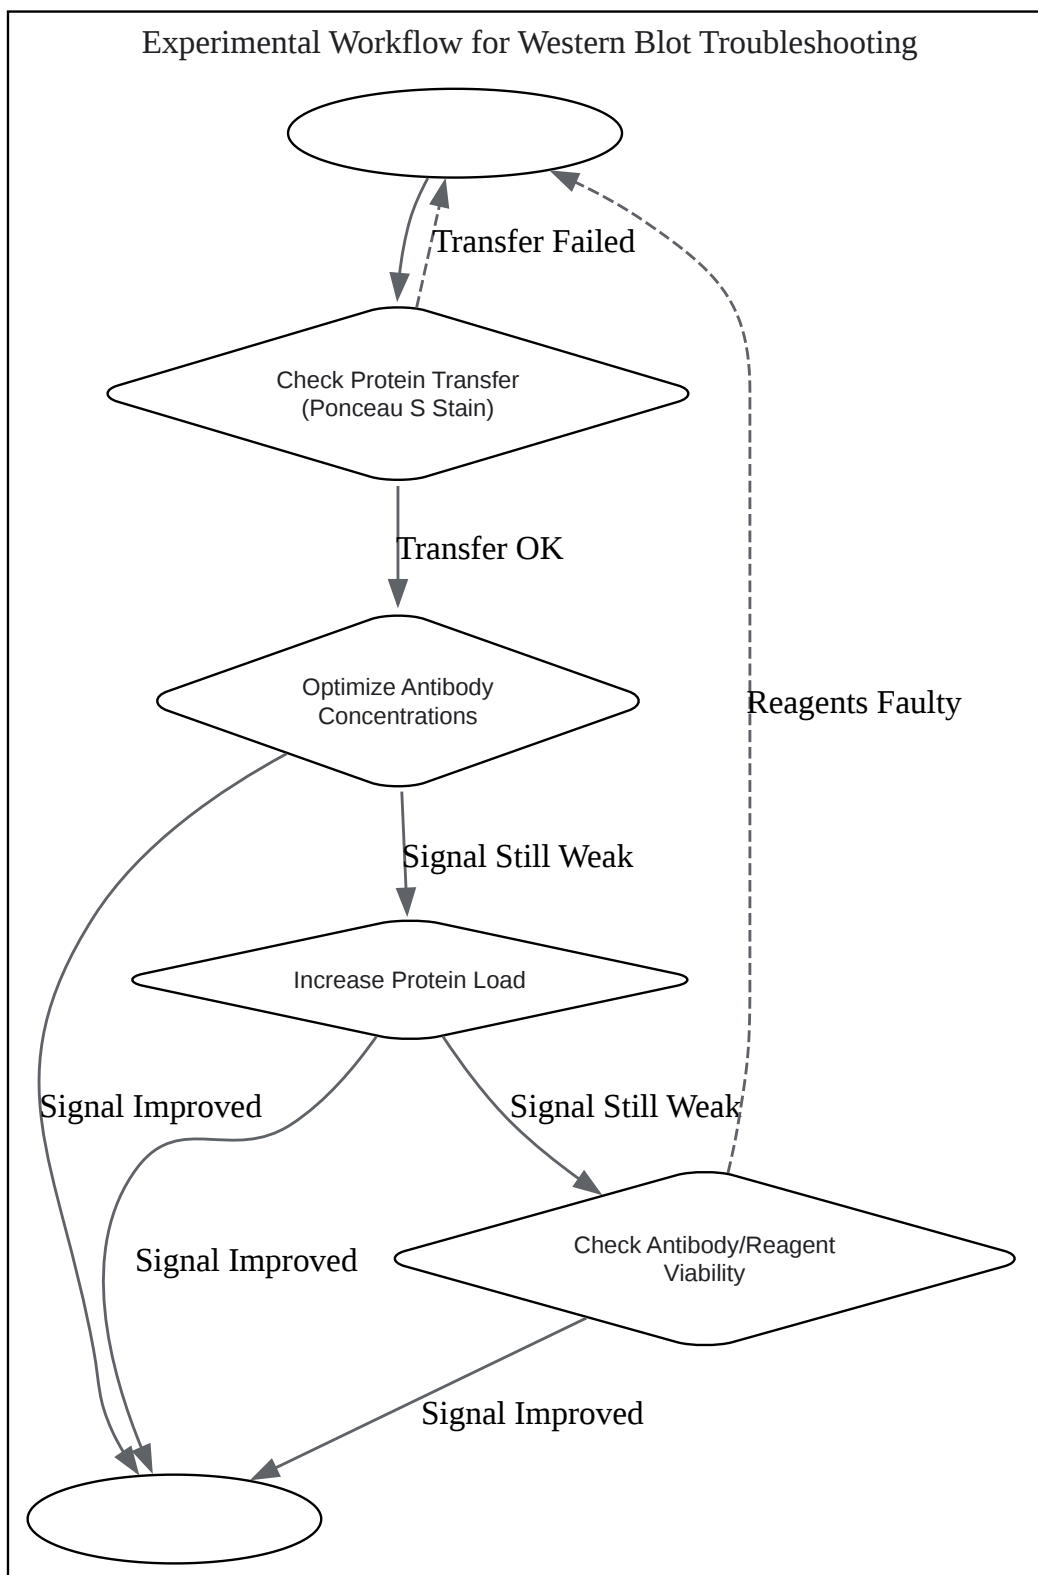 Experimental Workflow for Western Blot Troubleshooting
Transfer Failed
Check Protein Transfer
(Ponceau S Stain)
Transfer OK
Optimize Antibody
Concentrations
Reagents Faulty
Signal Still Weak
Increase Protein Load
Signal Improved
Signal Still Weak
Signal Improved
Check Antibody/Reagent
Viability
Signal Improved